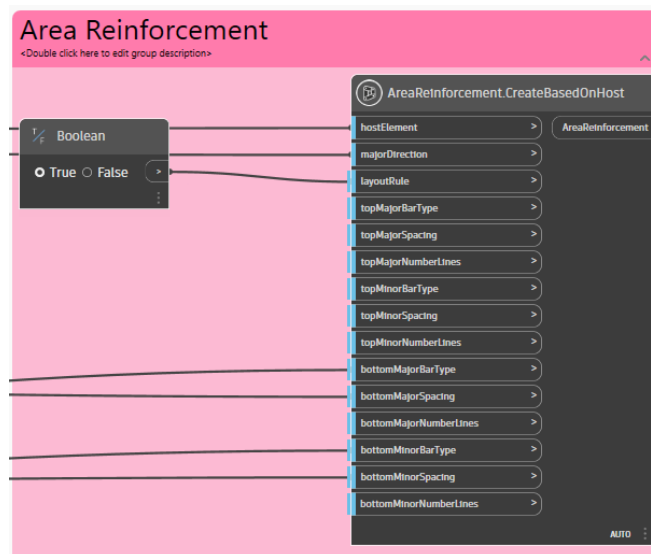 Area Reinforcement
<Double click here to edit group description>
AreaReinforcement.CreateBasedOnHost
T/F Boolean
True False >
hostElement > AreaReinforcement
majorDirection >
layoutRule >
topMajorBarType >
topMajorSpacing >
topMajorNumberLines >
topMinorBarType >
topMinorSpacing >
topMinorNumberLines >
bottomMajorBarType >
bottomMajorSpacing >
bottomMajorNumberLines >
bottomMinorBarType >
bottomMinorSpacing >
bottomMinorNumberLines >
AUTO